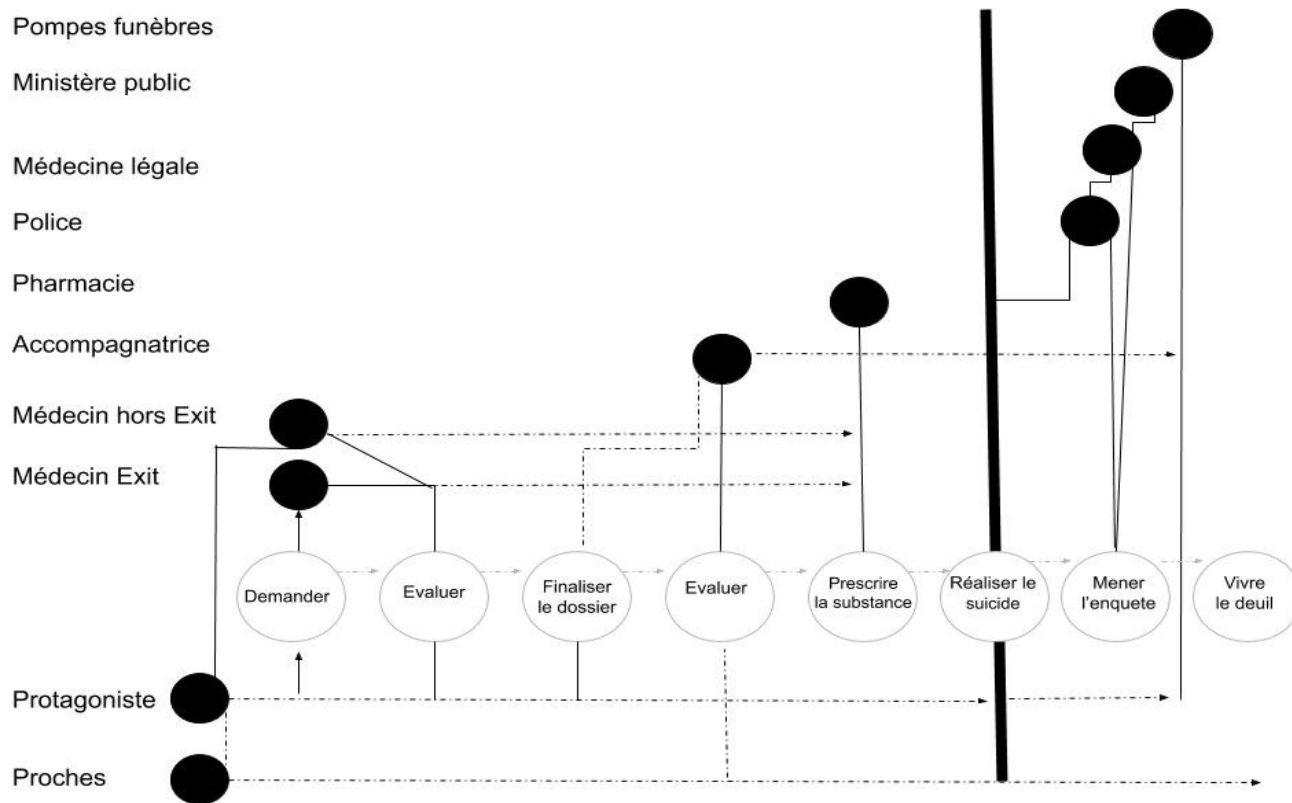 Pompes funèbres
Ministère public
Médecine légale
Police
Pharmacie
Accompagnatrice
Médecin hors Exit
Médecin Exit
Demander
Evaluer
Finaliser
le dossier
Evaluer
Prescrire
la substance
Réaliser le
suicide
Mener
l'enquete
Vivre
le deuil
Protagoniste
Proches